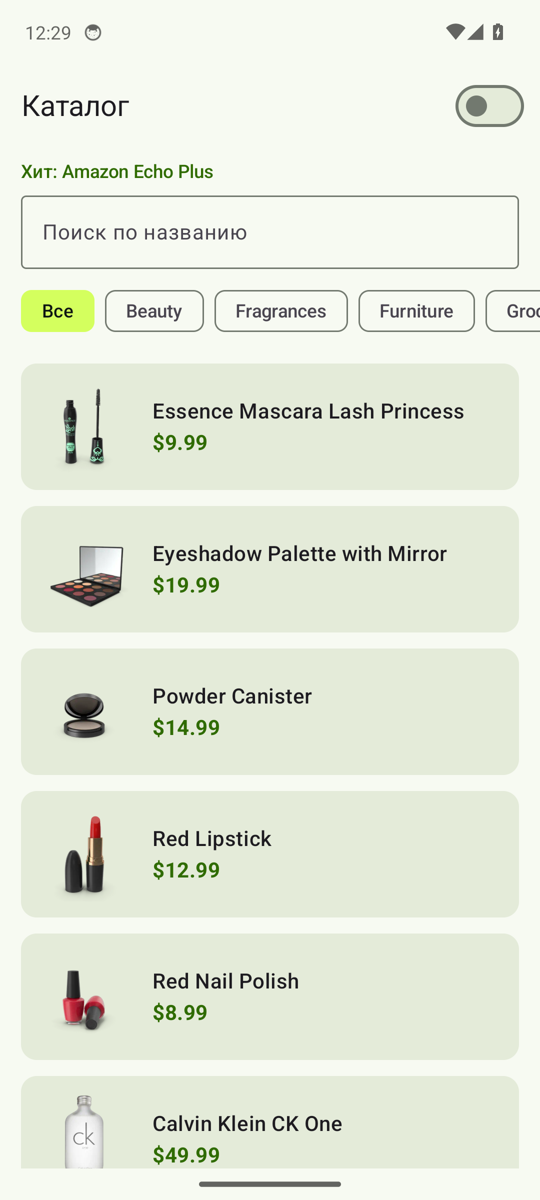 12:29
Каталог
Хит: Amazon Echo Plus
Поиск по названию
Все
Beauty
Fragrances
Furniture
Groc
Essence Mascara Lash Princess
$9.99
Eyeshadow Palette with Mirror
$19.99
Powder Canister
$14.99
Red Lipstick
$12.99
Red Nail Polish
$8.99
ck
Calvin Klein CK One
$49.99